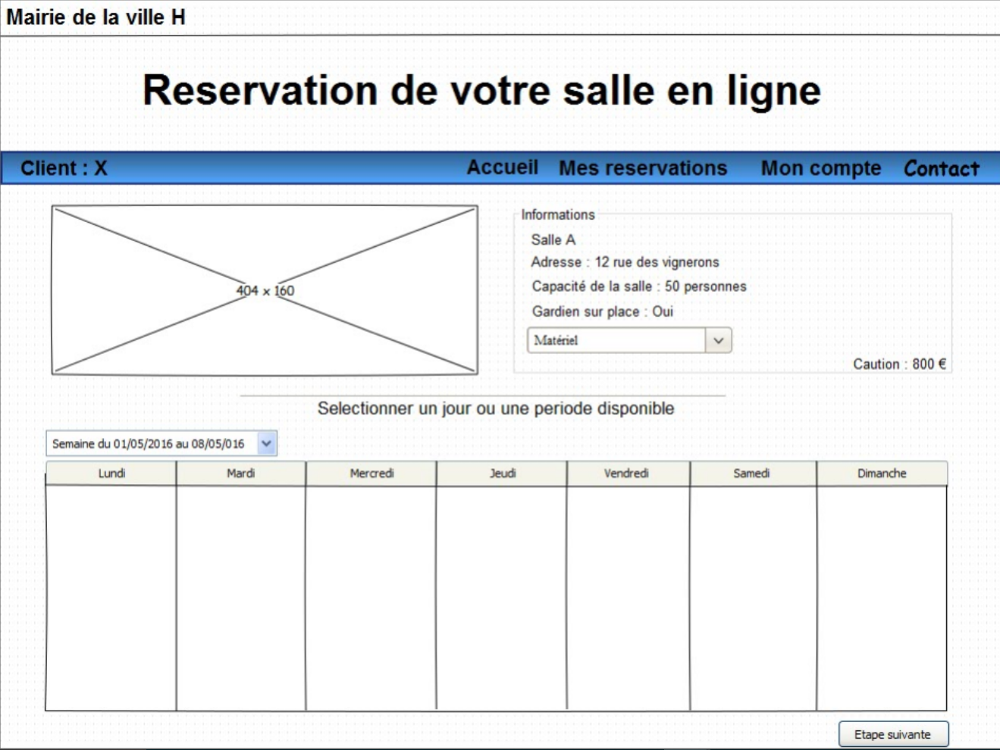 Mairie de la ville H
Reservation de votre salle en ligne
Client : X Accueil Mes reservations Mon compte Contact
404 x 160
Informations
Salle A
Adresse : 12 rue des vignerons
Capacité de la salle : 50 personnes
Gardien sur place : Oui
Matériel
Caution : 800 €
Selectionner un jour ou une periode disponible
Semaine du 01/05/2016 au 08/05/016
Lundi Mardi Mercredi Jeudi Vendredi Samedi Dimanche
Etape suivante